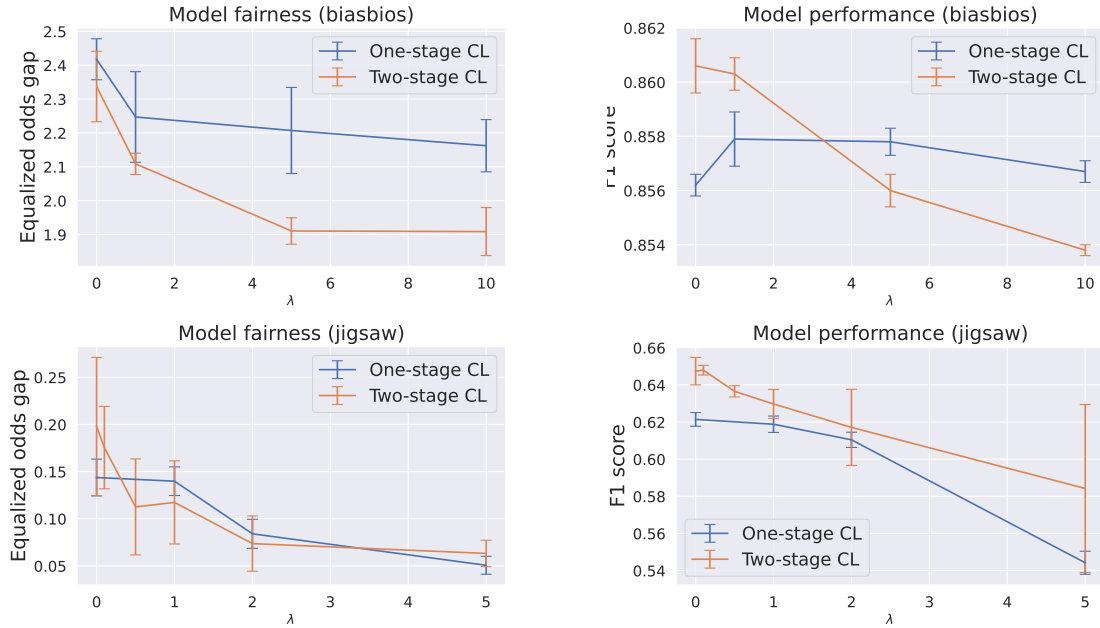 Model fairness (biasbios)
Equalized odds gap
2.5
2.4
2.3
2.2
2.1
2.0
1.9
One-stage CL
Two-stage CL
0 2 4 6 8 10
λ
Model performance (biasbios)
F1 score
0.862
0.860
0.858
0.856
0.854
One-stage CL
Two-stage CL
0 2 4 6 8 10
λ
Model fairness (jigsaw)
Equalized odds gap
0.25
0.20
0.15
0.10
0.05
One-stage CL
Two-stage CL
0 1 2 3 4 5
λ
Model performance (jigsaw)
F1 score
0.66
0.64
0.62
0.60
0.58
0.56
0.54
One-stage CL
Two-stage CL
0 1 2 3 4 5
λ